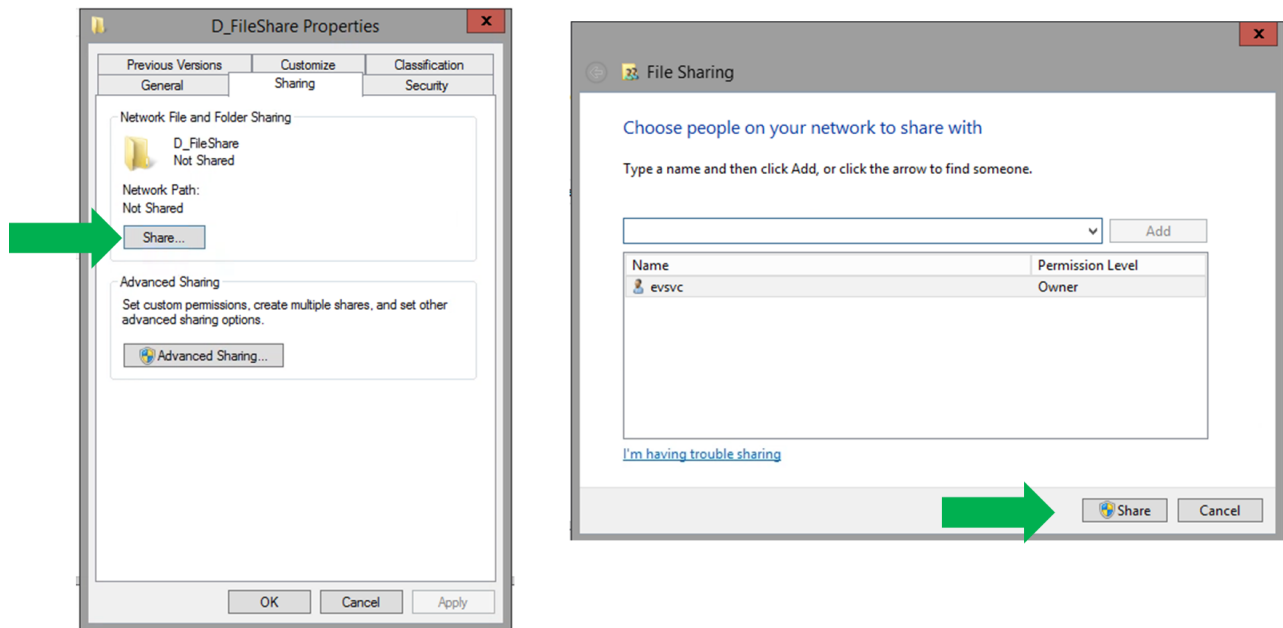 D_FileShare Properties
x
Previous Versions
Customize
Classification
General
Sharing
Security
Network File and Folder Sharing
D_FileShare
Not Shared
Network Path:
Not Shared
Share...
Advanced Sharing
Set custom permissions, create multiple shares, and set other
advanced sharing options.
Advanced Sharing...
OK
Cancel
Apply
x
File Sharing
Choose people on your network to share with
Type a name and then click Add, or click the arrow to find someone.
Add
Name
Permission Level
evsvc
Owner
I'm having trouble sharing
Share
Cancel